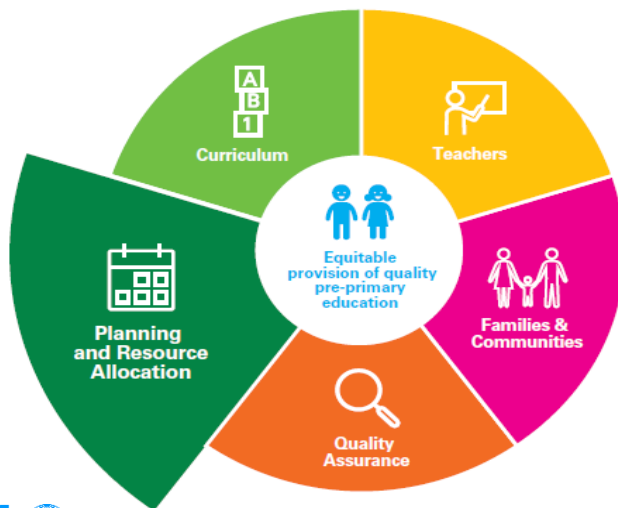 A
B
1
Curriculum
Teachers
Equitable
provision of quality
pre-primary
education
Planning
and Resource
Allocation
Families &
Communities
Quality
Assurance